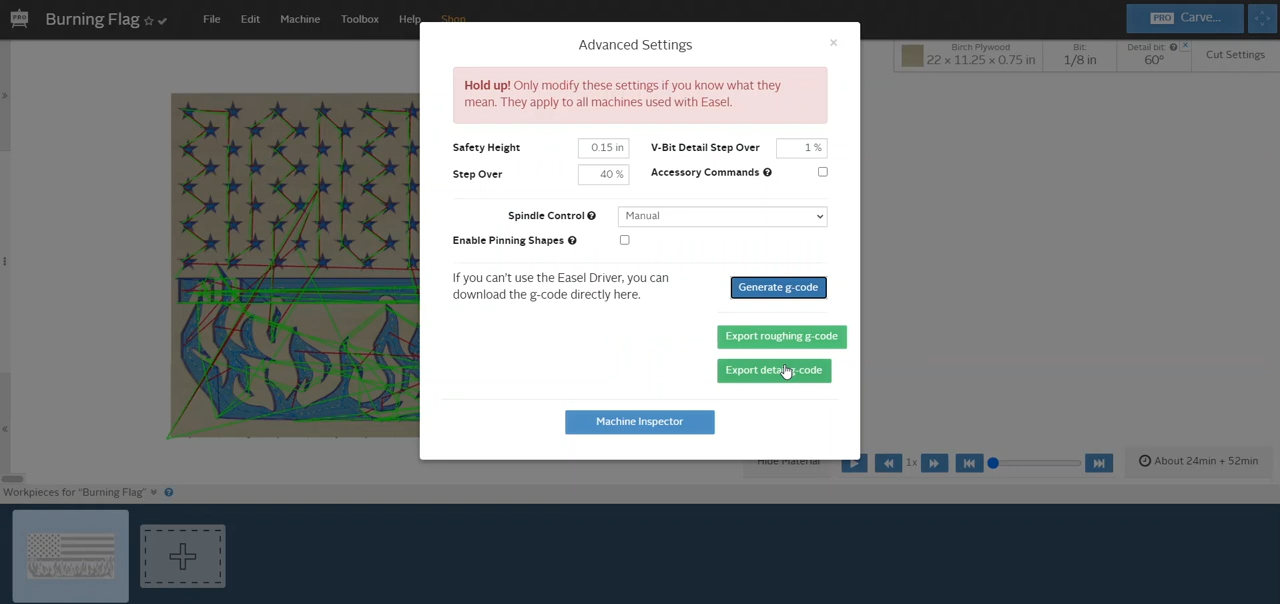 PRO
Burning Flag
File Edit Machine Toolbox Help Shop
PRO Carve...
Birch Plywood
22 × 11.25 × 0.75 in
Bit:
1/8 in
Detail bit:
60°
Cut Settings
Advanced Settings
×
Hold up! Only modify these settings if you know what they
mean. They apply to all machines used with Easel.
Safety Height 0.15 in V-Bit Detail Step Over 1 %
Step Over 40 % Accessory Commands
Spindle Control Manual
Enable Pinning Shapes
If you can't use the Easel Driver, you can
download the g-code directly here.
Generate g-code
Export roughing g-code
Export detail g-code
Machine Inspector
Hide Material
1x
About 24min + 52min
Workpieces for "Burning Flag"